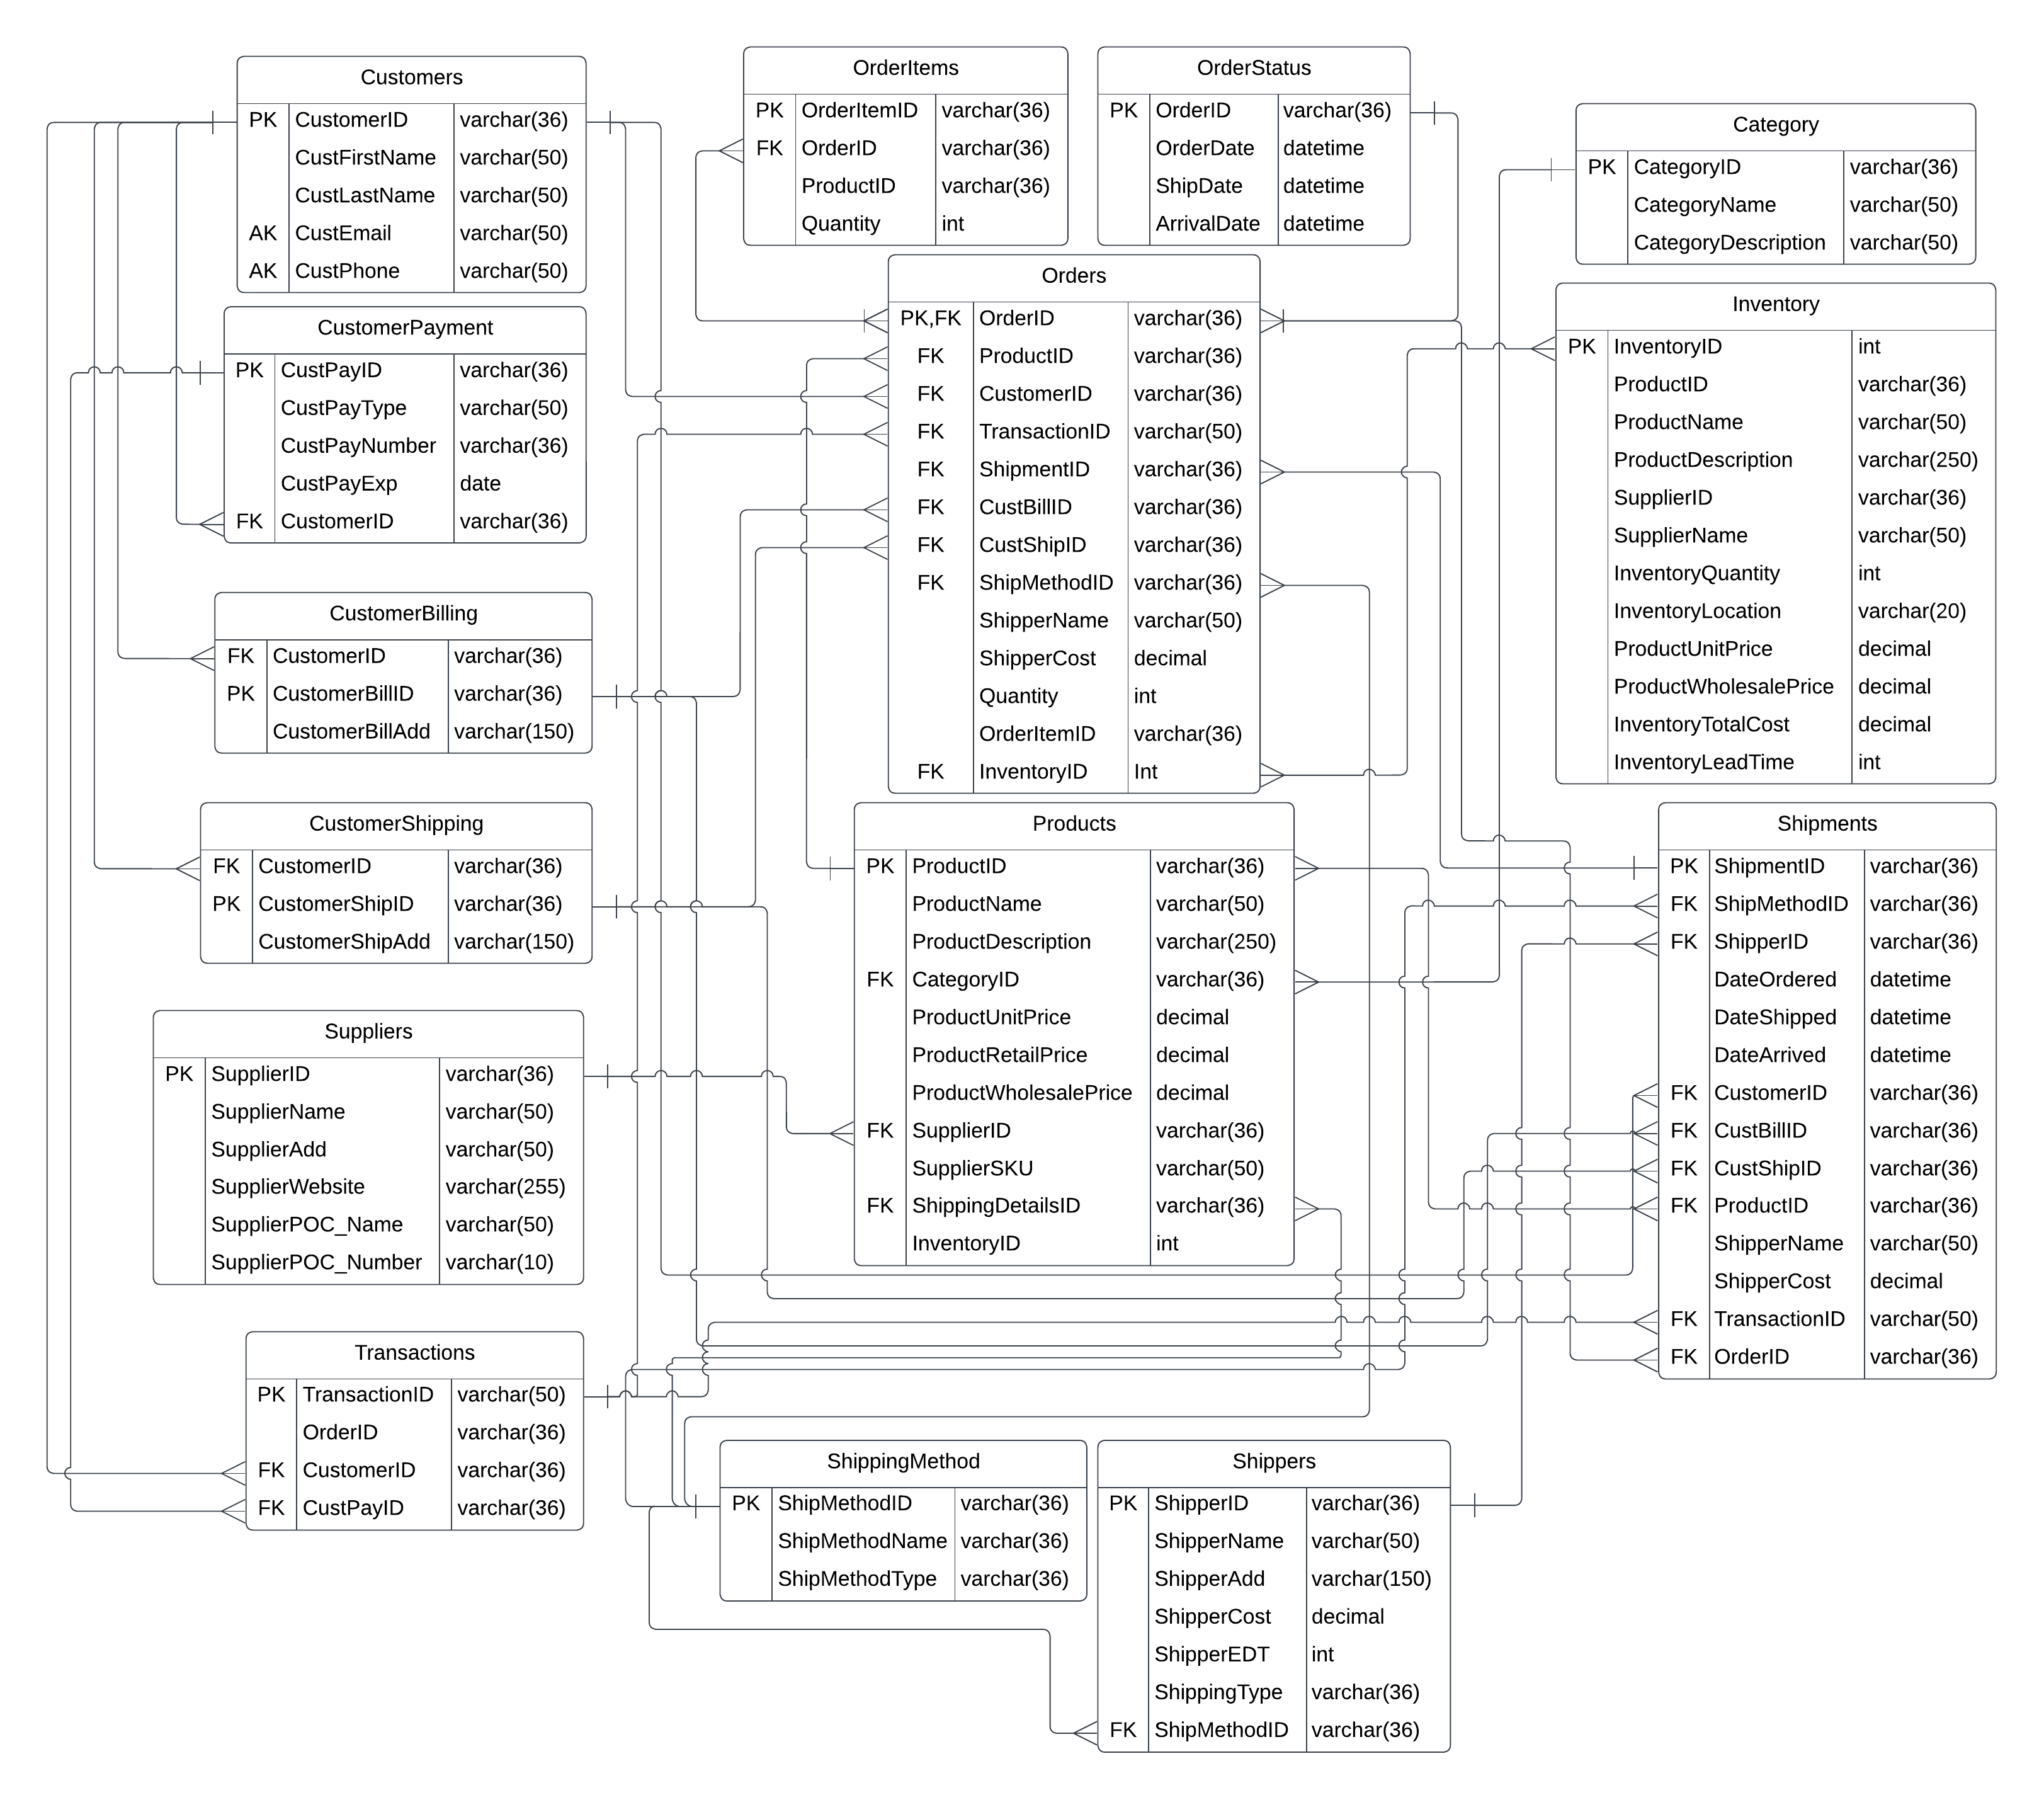 Customers
PK CustomerID varchar(36)
CustFirstName varchar(50)
CustLastName varchar(50)
AK CustEmail varchar(50)
AK CustPhone varchar(50)
OrderItems
PK OrderItemID varchar(36)
FK OrderID varchar(36)
ProductID varchar(36)
Quantity int
OrderStatus
PK OrderID varchar(36)
OrderDate datetime
ShipDate datetime
ArrivalDate datetime
Category
PK CategoryID varchar(36)
CategoryName varchar(50)
CategoryDescription varchar(50)
CustomerPayment
PK CustPayID varchar(36)
CustPayType varchar(50)
CustPayNumber varchar(36)
CustPayExp date
FK CustomerID varchar(36)
Orders
PK,FK OrderID varchar(36)
FK ProductID varchar(36)
FK CustomerID varchar(36)
FK TransactionID varchar(50)
FK ShipmentID varchar(36)
FK CustBillID varchar(36)
FK CustShipID varchar(36)
FK ShipMethodID varchar(36)
ShipperName varchar(50)
ShipperCost decimal
Quantity int
OrderItemID varchar(36)
FK InventoryID Int
Inventory
PK InventoryID int
ProductID varchar(36)
ProductName varchar(50)
ProductDescription varchar(250)
SupplierID varchar(36)
SupplierName varchar(50)
InventoryQuantity int
InventoryLocation varchar(20)
ProductUnitPrice decimal
ProductWholesalePrice decimal
InventoryTotalCost decimal
InventoryLeadTime int
CustomerBilling
FK CustomerID varchar(36)
PK CustomerBillID varchar(36)
CustomerBillAdd varchar(150)
CustomerShipping
FK CustomerID varchar(36)
PK CustomerShipID varchar(36)
CustomerShipAdd varchar(150)
Products
PK ProductID varchar(36)
ProductName varchar(50)
ProductDescription varchar(250)
FK CategoryID varchar(36)
ProductUnitPrice decimal
ProductRetailPrice decimal
ProductWholesalePrice decimal
FK SupplierID varchar(36)
SupplierSKU varchar(50)
FK ShippingDetailsID varchar(36)
InventoryID int
Shipments
PK ShipmentID varchar(36)
FK ShipMethodID varchar(36)
FK ShipperID varchar(36)
DateOrdered datetime
DateShipped datetime
DateArrived datetime
FK CustomerID varchar(36)
FK CustBillID varchar(36)
FK CustShipID varchar(36)
FK ProductID varchar(36)
ShipperName varchar(50)
ShipperCost decimal
FK TransactionID varchar(50)
FK OrderID varchar(36)
Suppliers
PK SupplierID varchar(36)
SupplierName varchar(50)
SupplierAdd varchar(50)
SupplierWebsite varchar(255)
SupplierPOC_Name varchar(50)
SupplierPOC_Number varchar(10)
Transactions
PK TransactionID varchar(50)
OrderID varchar(36)
FK CustomerID varchar(36)
FK CustPayID varchar(36)
ShippingMethod
PK ShipMethodID varchar(36)
ShipMethodName varchar(36)
ShipMethodType varchar(36)
Shippers
PK ShipperID varchar(36)
ShipperName varchar(50)
ShipperAdd varchar(150)
ShipperCost decimal
ShipperEDT int
ShippingType varchar(36)
FK ShipMethodID varchar(36)